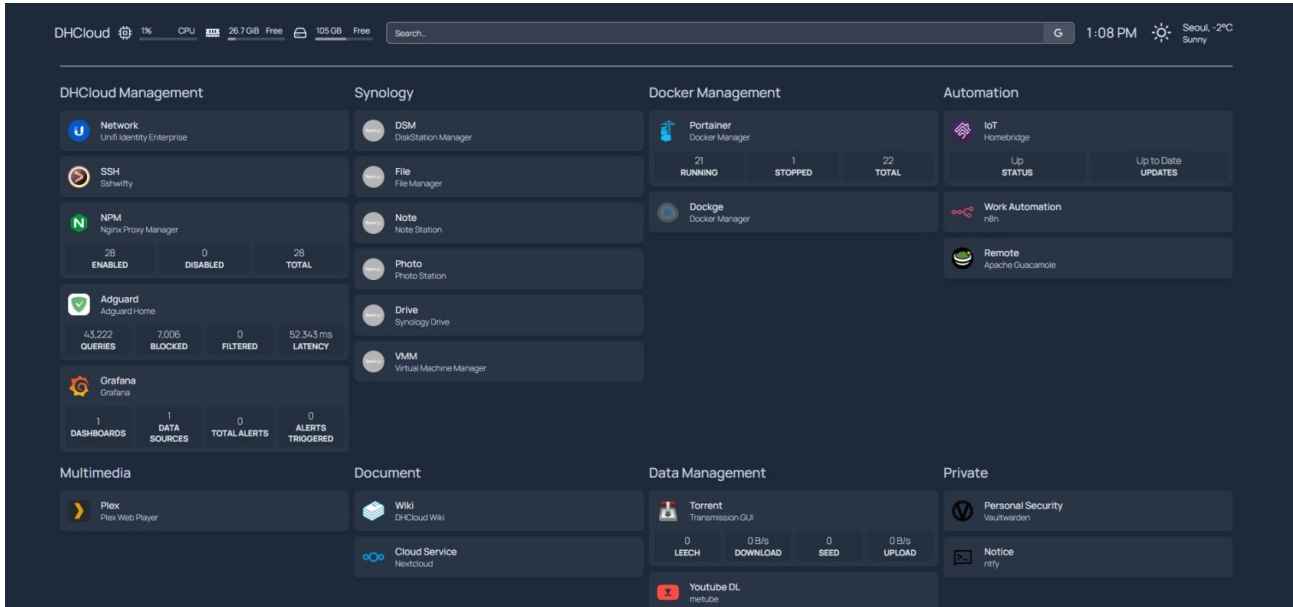 DHCloud 1% CPU 26.7 GiB Free 105 GB Free Search... G 1:08 PM Seoul, -2°C
Sunny
DHCloud Management
Network
Unifi Identity Enterprise
SSH
Sshwifty
NPM
Nginx Proxy Manager
28 0 28
ENABLED DISABLED TOTAL
Adguard
Adguard Home
43,222 7,006 0 52.343 ms
QUERIES BLOCKED FILTERED LATENCY
Grafana
Grafana
1 1 0 0
DASHBOARDS DATA SOURCES TOTAL ALERTS ALERTS TRIGGERED
Synology
DSM
DiskStation Manager
File
File Manager
Note
Note Station
Photo
Photo Station
Drive
Synology Drive
VMM
Virtual Machine Manager
Docker Management
Portainer
Docker Manager
21 1 22
RUNNING STOPPED TOTAL
Dockge
Docker Manager
Automation
IoT
Homebridge
Up Up to Date
STATUS UPDATES
Work Automation
n8n
Remote
Apache Guacamole
Multimedia
Plex
Plex Web Player
Document
Wiki
DHCloud Wiki
Cloud Service
Nextcloud
Data Management
Torrent
Transmission GUI
0 0 B/s 0 0 B/s
LEECH DOWNLOAD SEED UPLOAD
Youtube DL
metube
Private
Personal Security
Vaultwarden
Notice
ntfy